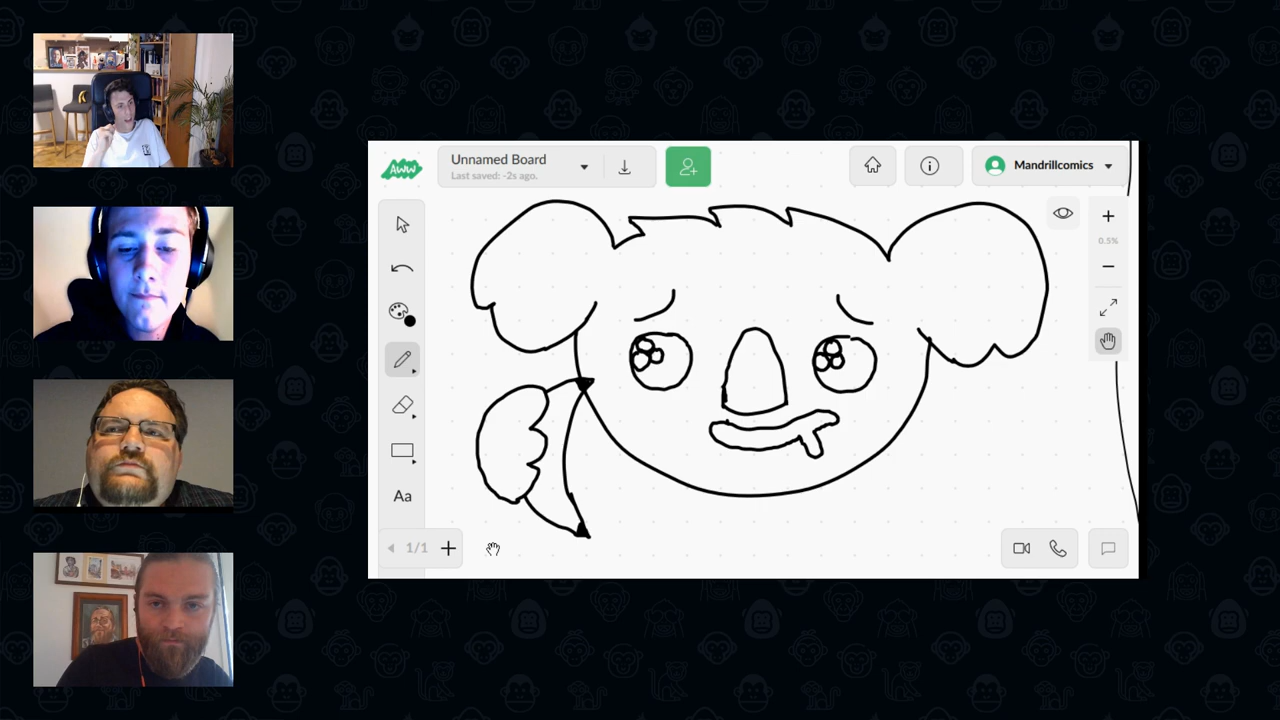 AWW
Unnamed Board
Last saved: -2s ago.
Mandrillcomics
0.5%
Aa
1/1